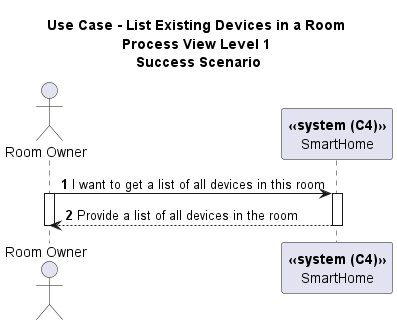 Use Case - List Existing Devices in a Room
Process View Level 1
Success Scenario
Room Owner
«system (C4)»
SmartHome
1 I want to get a list of all devices in this room
2 Provide a list of all devices in the room
Room Owner
«system (C4)»
SmartHome